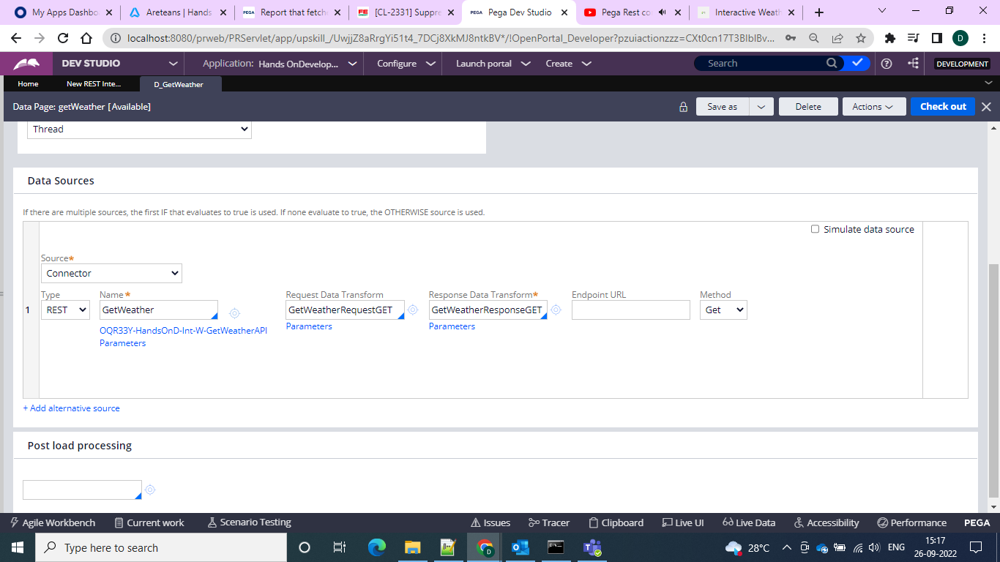 My Apps Dashbo
Areteans | Hands
PEGA Report that fetch
FE [CL-2331] Suppre
PEGA Pega Dev Studio
Pega Rest co
Interactive Weath
localhost:8080/prweb/PRServlet/app/upskill_/UwjjZ8aRrgYi51t4_7DCj8XkMJ8ntkBV*/!OpenPortal_Developer?pzuiactionzzz=CXt0cn17T3BlblBv...
D
DEV STUDIO
Application: Hands OnDevelop...
Configure
Launch portal
Create
Search
DEVELOPMENT
Home
New REST Inte...
D_GetWeather
Data Page: getWeather [Available]
Save as
Delete
Actions
Check out
Thread
Data Sources
If there are multiple sources, the first IF that evaluates to true is used. If none evaluate to true, the OTHERWISE source is used.
Simulate data source
Source*
Connector
Type Name* Request Data Transform Response Data Transform* Endpoint URL Method
1 REST GetWeather GetWeatherRequestGET GetWeatherResponseGET Get
Parameters Parameters
OQR33Y-HandsOnD-Int-W-GetWeatherAPI
Parameters
+ Add alternative source
Post load processing
Agile Workbench Current work Scenario Testing Issues Tracer Clipboard Live UI Live Data Accessibility Performance PEGA
Type here to search
28°C
ENG
15:17
26-09-2022